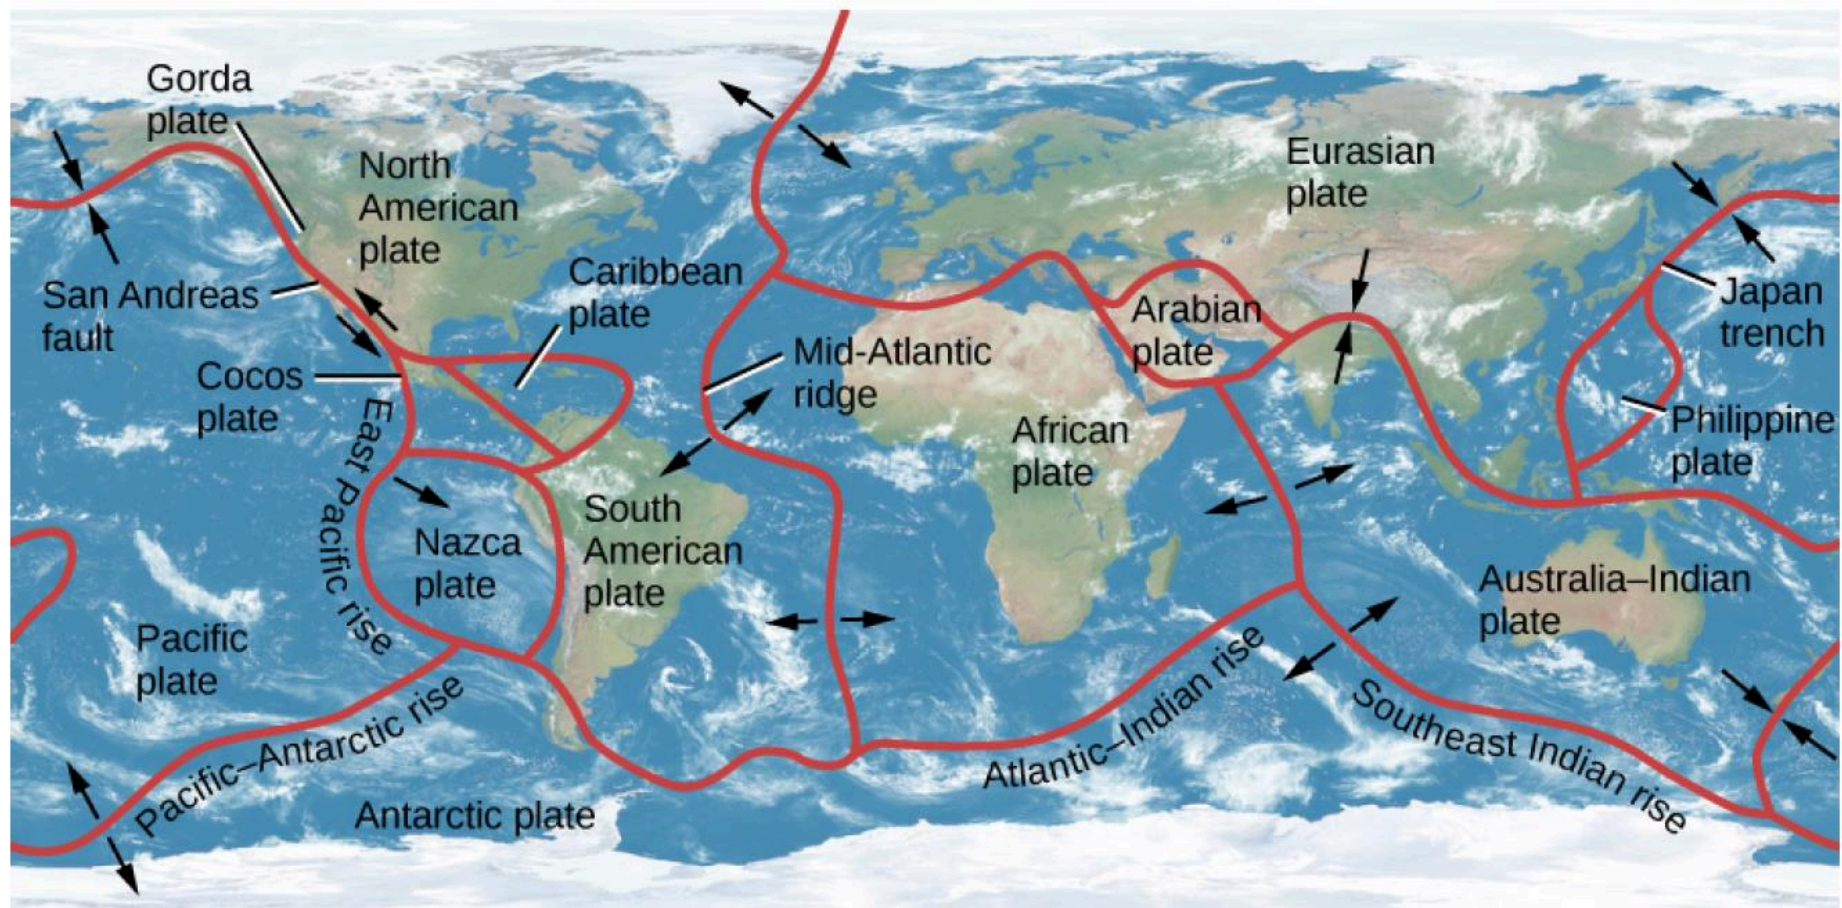 Gorda
plate
North
American
plate
Eurasian
plate
San Andreas
fault
Caribbean
plate
Arabian
plate
Japan
trench
Cocos
plate
Mid-Atlantic
ridge
African
plate
Philippine
plate
East Pacific rise
Nazca
plate
South
American
plate
Australia–Indian
plate
Pacific
plate
Pacific–Antarctic rise
Atlantic–Indian rise
Southeast Indian rise
Antarctic plate